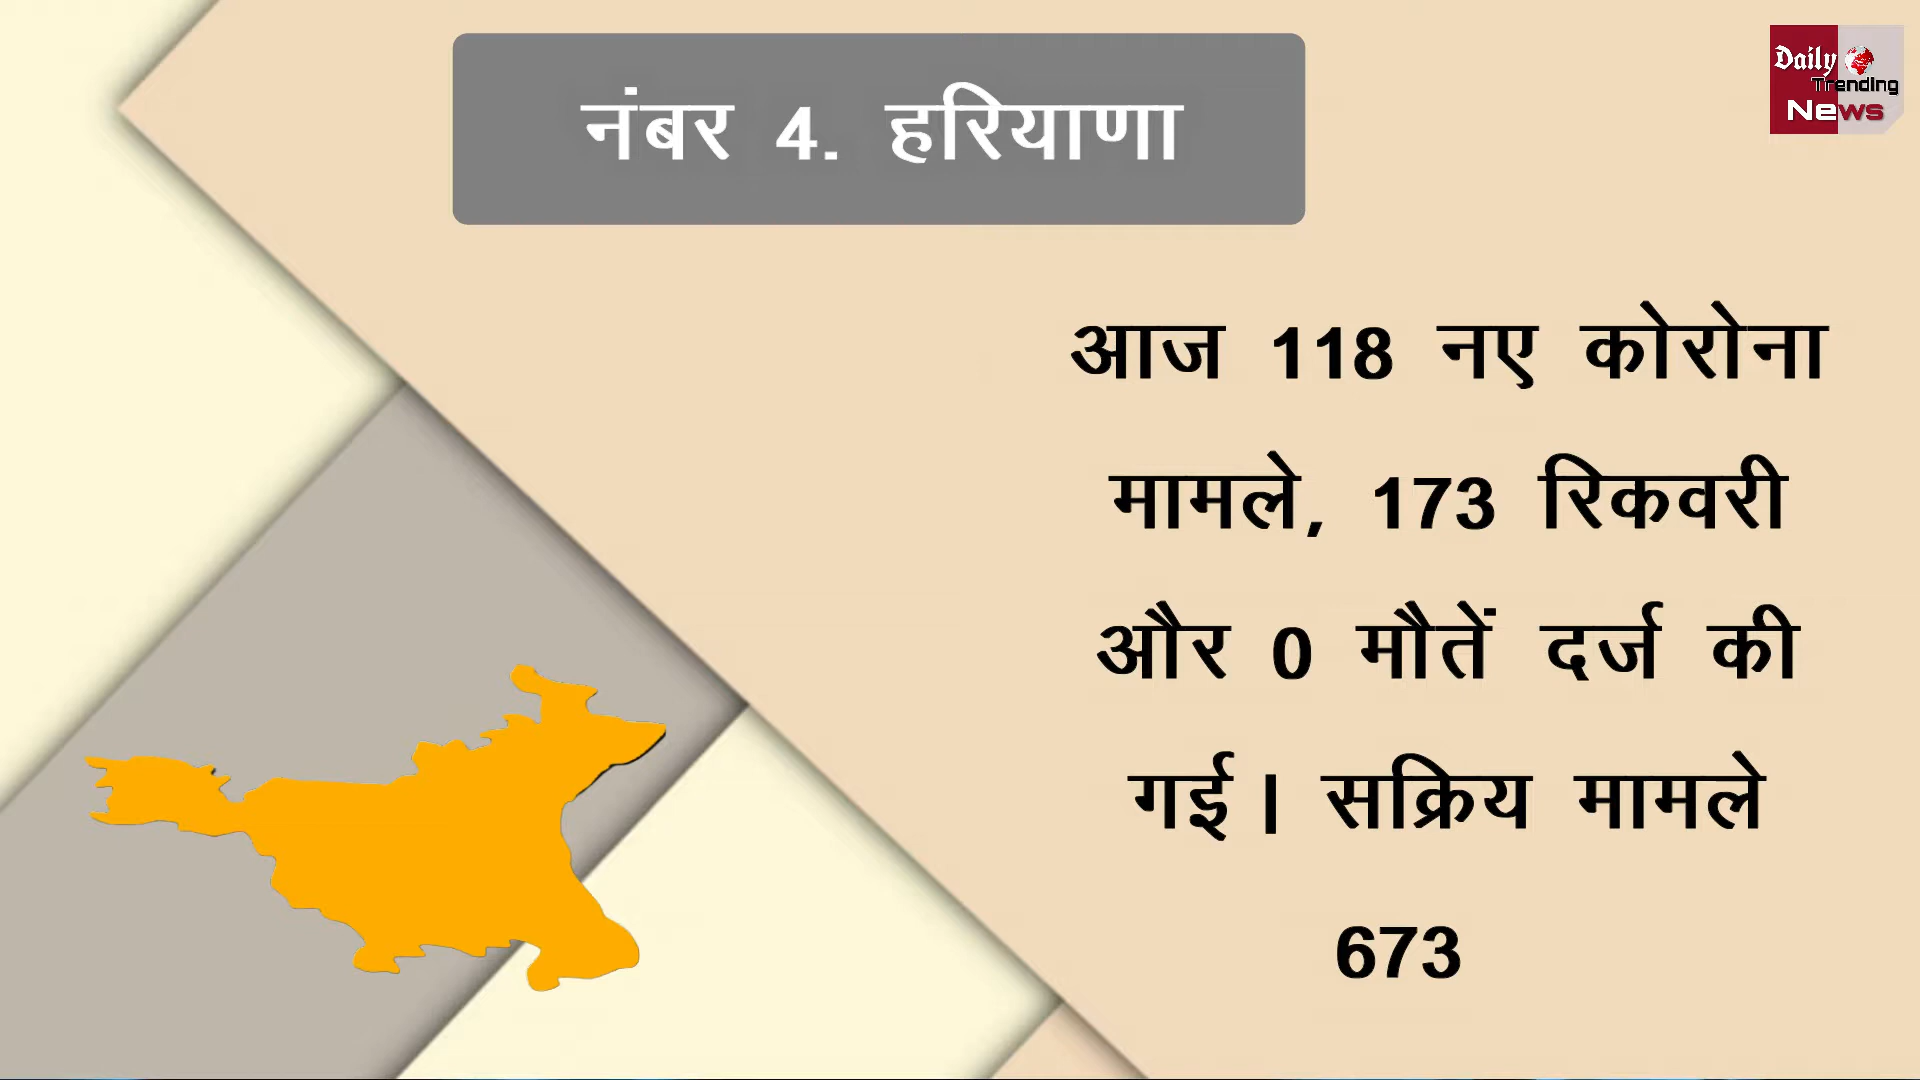 Daily
Trending
News
नंबर 4. हरियाणा
आज 118 नए कोरोना
मामले, 173 रिकवरी
और 0 मौतें दर्ज की
गई। सक्रिय मामले
673